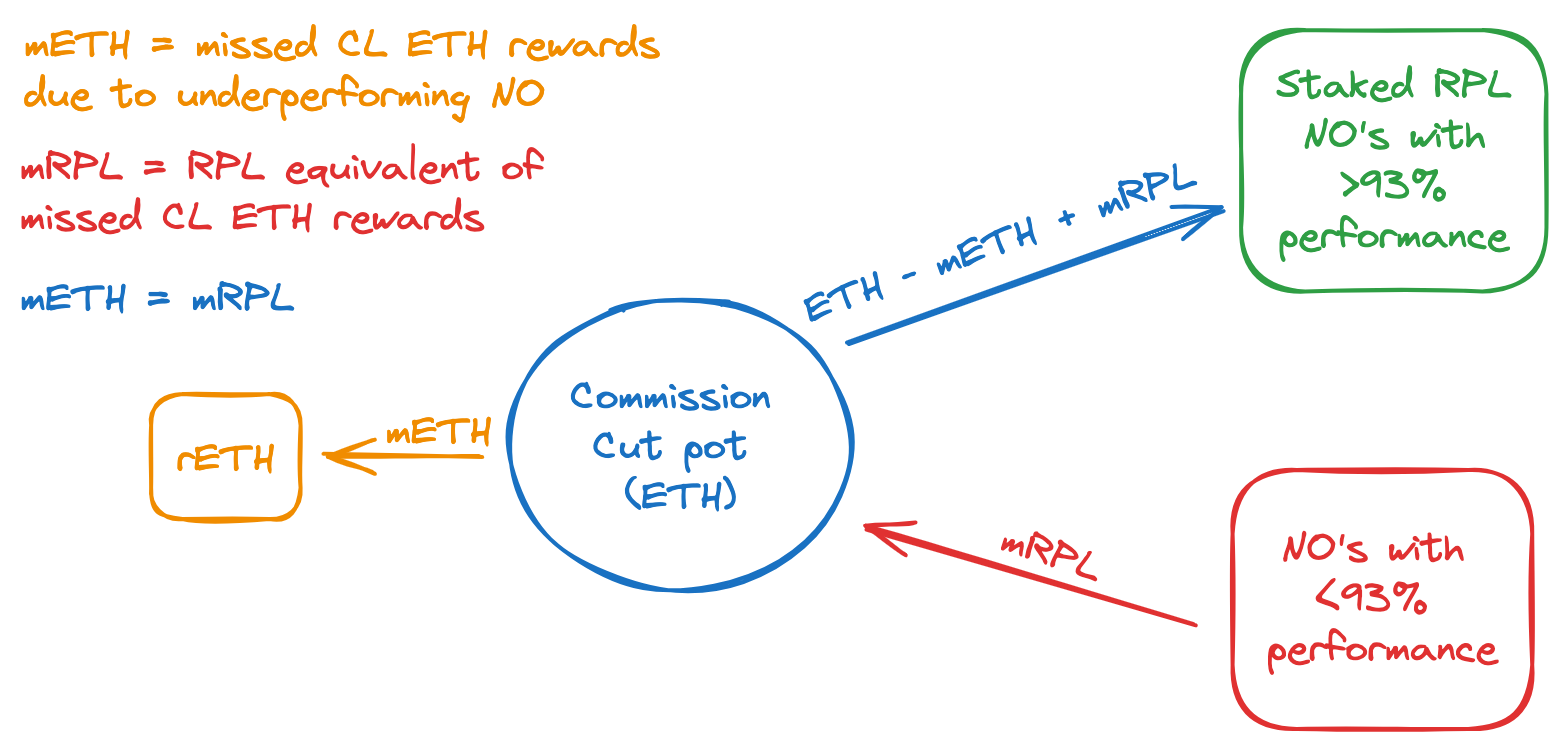 mETH = missed CL ETH rewards
due to underperforming NO
mRPL = RPL equivalent of
missed CL ETH rewards
mETH = mRPL
Staked RPL
NO's with
>93%
performance
ETH - mETH + mRPL
Commission
Cut pot
(ETH)
mETH
rETH
mRPL
NO's with
<93%
performance